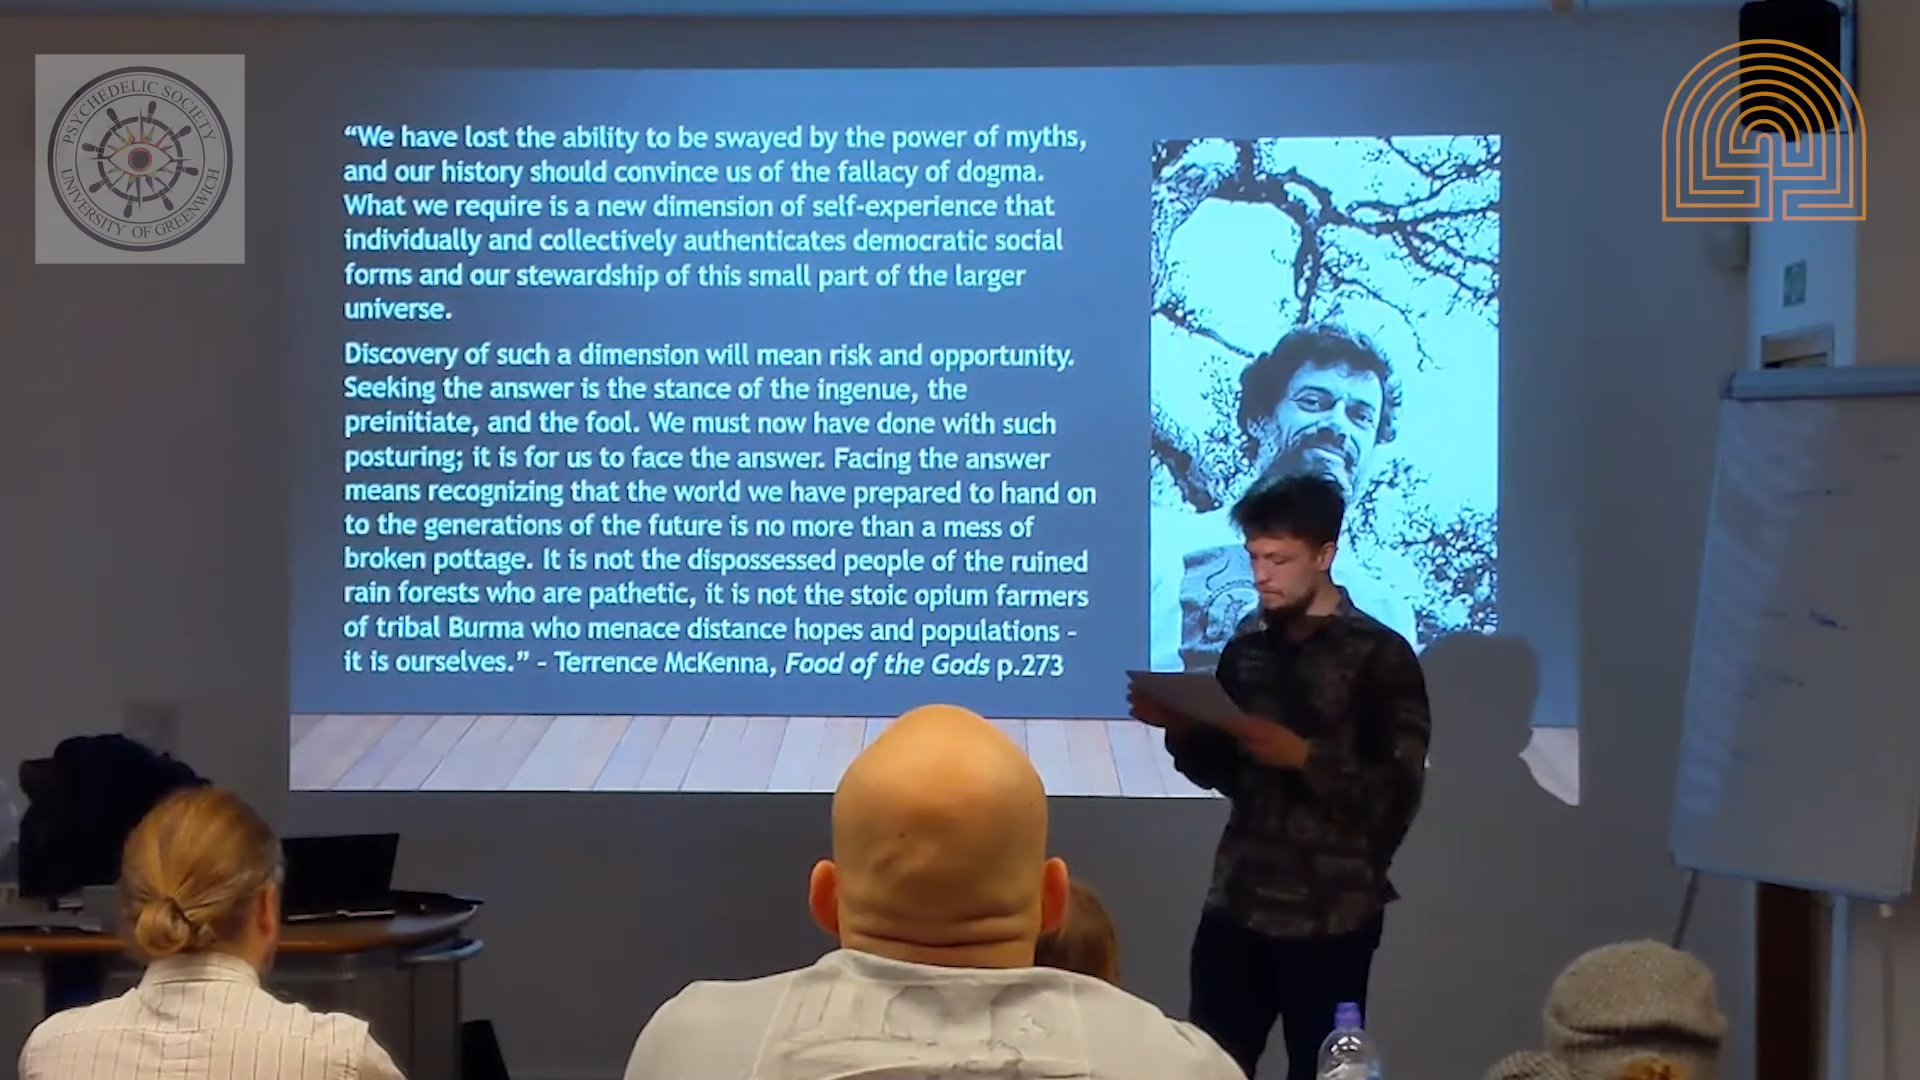 PSYCHEDELIC SOCIETY
UNIVERSITY OF GREENWICH
“We have lost the ability to be swayed by the power of myths,
and our history should convince us of the fallacy of dogma.
What we require is a new dimension of self-experience that
individually and collectively authenticates democratic social
forms and our stewardship of this small part of the larger
universe.
Discovery of such a dimension will mean risk and opportunity.
Seeking the answer is the stance of the ingenue, the
preinitiate, and the fool. We must now have done with such
posturing; it is for us to face the answer. Facing the answer
means recognizing that the world we have prepared to hand on
to the generations of the future is no more than a mess of
broken pottage. It is not the dispossessed people of the ruined
rain forests who are pathetic, it is not the stoic opium farmers
of tribal Burma who menace distance hopes and populations -
it is ourselves.” - Terrence McKenna, Food of the Gods p.273